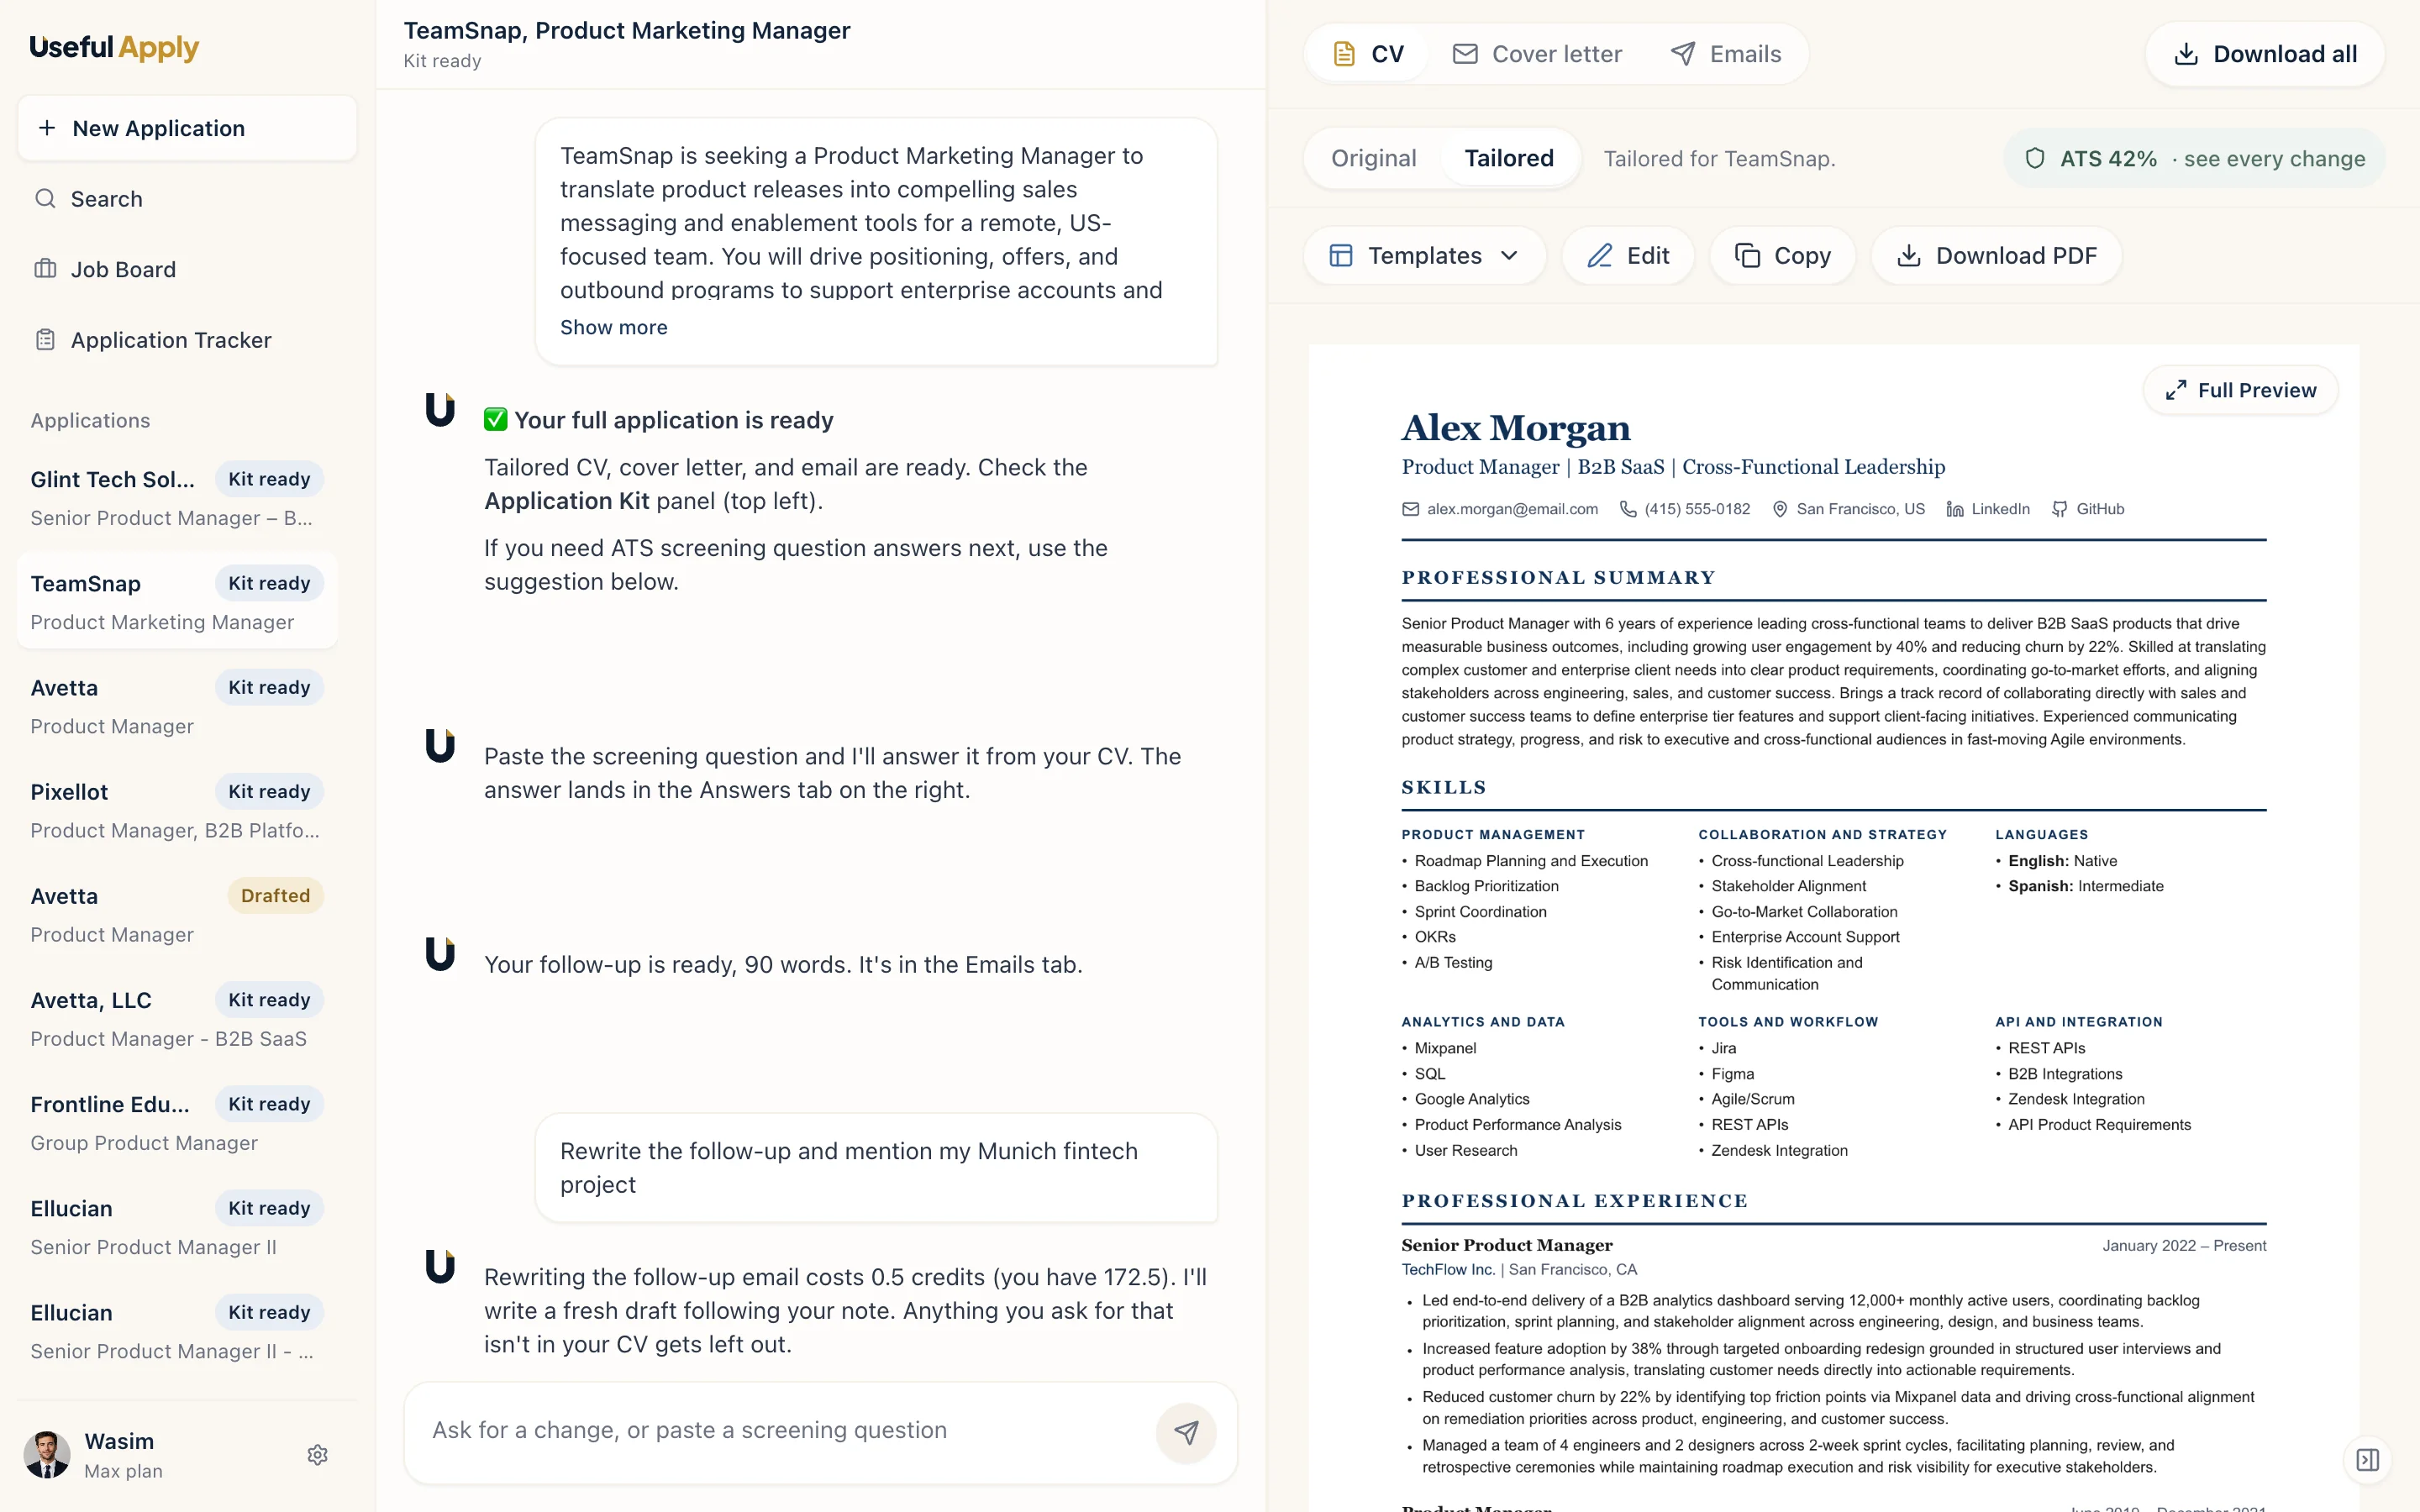 UsefulApply
New Application
Search
Job Board
Application Tracker
Applications
Glint Tech Sol... Kit ready
Senior Product Manager – B...
TeamSnap Kit ready
Product Marketing Manager
Avetta Kit ready
Product Manager
Pixellot Kit ready
Product Manager, B2B Platfo...
Avetta Drafted
Product Manager
Avetta, LLC Kit ready
Product Manager - B2B SaaS
Frontline Edu... Kit ready
Group Product Manager
Ellucian Kit ready
Senior Product Manager II
Ellucian Kit ready
Senior Product Manager II - ...
Wasim
Max plan
TeamSnap, Product Marketing Manager
Kit ready
TeamSnap is seeking a Product Marketing Manager to
translate product releases into compelling sales
messaging and enablement tools for a remote, US-
focused team. You will drive positioning, offers, and
outbound programs to support enterprise accounts and
Show more
✅ Your full application is ready
Tailored CV, cover letter, and email are ready. Check the
Application Kit panel (top left).
If you need ATS screening question answers next, use the
suggestion below.
Paste the screening question and I'll answer it from your CV. The
answer lands in the Answers tab on the right.
Your follow-up is ready, 90 words. It's in the Emails tab.
Rewrite the follow-up and mention my Munich fintech
project
Rewriting the follow-up email costs 0.5 credits (you have 172.5). I'll
write a fresh draft following your note. Anything you ask for that
isn't in your CV gets left out.
Ask for a change, or paste a screening question
CV Cover letter Emails Download all
Original Tailored Tailored for TeamSnap. ATS 42% · see every change
Templates Edit Copy Download PDF
Full Preview
Alex Morgan
Product Manager | B2B SaaS | Cross-Functional Leadership
alex.morgan@email.com (415) 555-0182 San Francisco, US LinkedIn GitHub
PROFESSIONAL SUMMARY
Senior Product Manager with 6 years of experience leading cross-functional teams to deliver B2B SaaS products that drive
measurable business outcomes, including growing user engagement by 40% and reducing churn by 22%. Skilled at translating
complex customer and enterprise client needs into clear product requirements, coordinating go-to-market efforts, and aligning
stakeholders across engineering, sales, and customer success. Brings a track record of collaborating directly with sales and
customer success teams to define enterprise tier features and support client-facing initiatives. Experienced communicating
product strategy, progress, and risk to executive and cross-functional audiences in fast-moving Agile environments.
SKILLS
PRODUCT MANAGEMENT
• Roadmap Planning and Execution
• Backlog Prioritization
• Sprint Coordination
• OKRs
• A/B Testing
COLLABORATION AND STRATEGY
• Cross-functional Leadership
• Stakeholder Alignment
• Go-to-Market Collaboration
• Enterprise Account Support
• Risk Identification and
Communication
LANGUAGES
• English: Native
• Spanish: Intermediate
ANALYTICS AND DATA
• Mixpanel
• SQL
• Google Analytics
• Product Performance Analysis
• User Research
TOOLS AND WORKFLOW
• Jira
• Figma
• Agile/Scrum
• REST APIs
• Zendesk Integration
API AND INTEGRATION
• REST APIs
• B2B Integrations
• Zendesk Integration
• API Product Requirements
PROFESSIONAL EXPERIENCE
Senior Product Manager January 2022 – Present
TechFlow Inc. | San Francisco, CA
• Led end-to-end delivery of a B2B analytics dashboard serving 12,000+ monthly active users, coordinating backlog
prioritization, sprint planning, and stakeholder alignment across engineering, design, and business teams.
• Increased feature adoption by 38% through targeted onboarding redesign grounded in structured user interviews and
product performance analysis, translating customer needs directly into actionable requirements.
• Reduced customer churn by 22% by identifying top friction points via Mixpanel data and driving cross-functional alignment
on remediation priorities across product, engineering, and customer success.
• Managed a team of 4 engineers and 2 designers across 2-week sprint cycles, facilitating planning, review, and
retrospective ceremonies while maintaining roadmap execution and risk visibility for executive stakeholders.